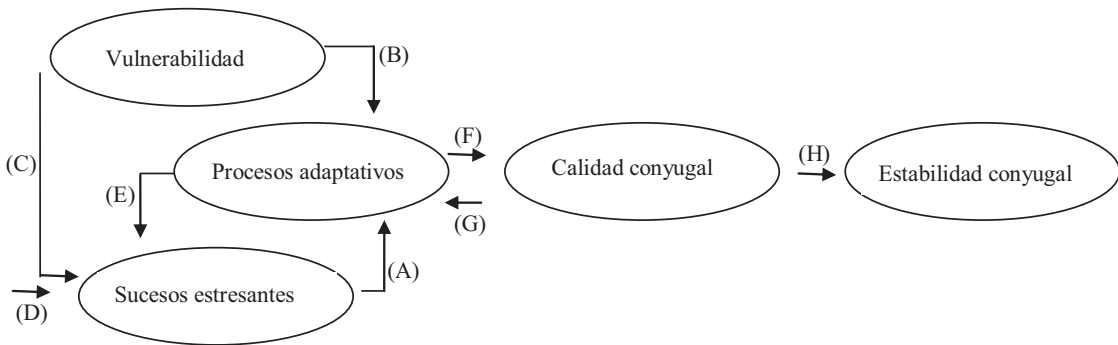 Vulnerabilidad
(B)
(C)
Procesos adaptativos
(F)
Calidad conyugal
(H)
Estabilidad conyugal
(E)
(G)
(A)
Sucesos estresantes
(D)